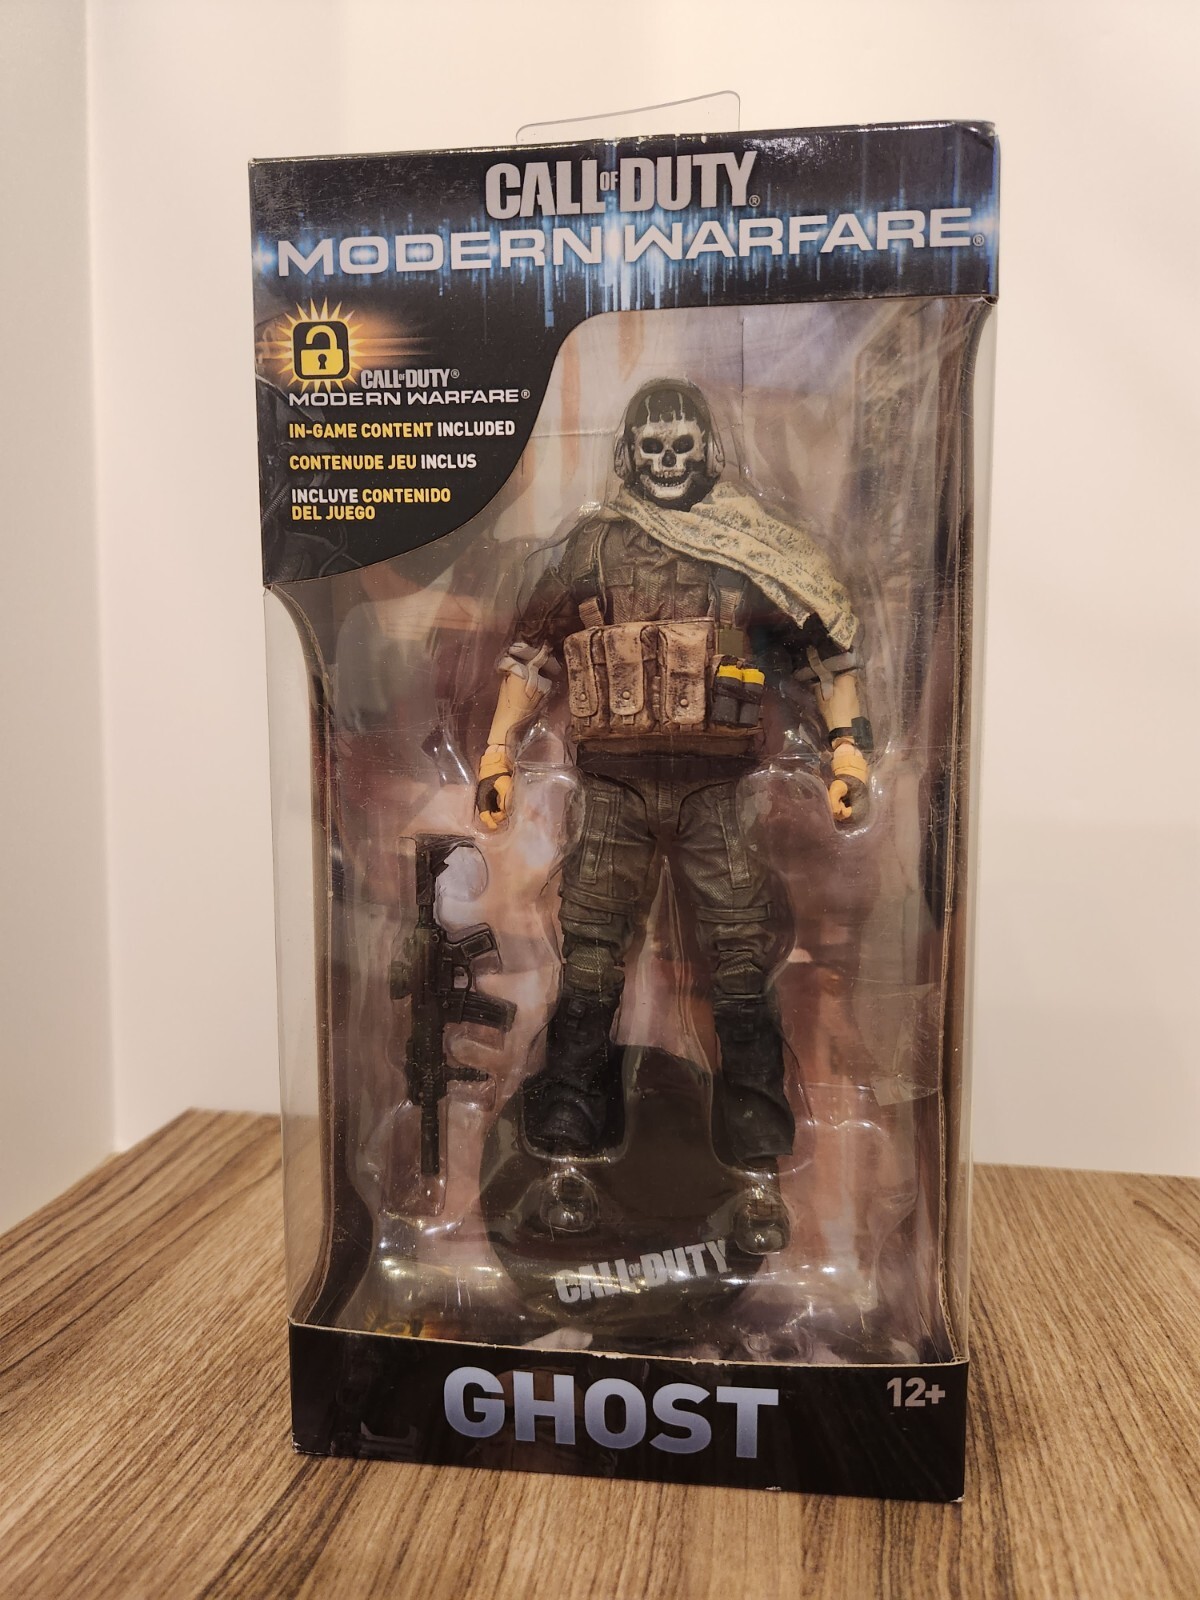 CALL OF DUTY®
MODERN WARFARE®
CALL OF DUTY®
MODERN WARFARE®
IN-GAME CONTENT INCLUDED
CONTENUDE JEU INCLUS
INCLUYE CONTENIDO
DEL JUEGO
CALL OF DUTY
GHOST
12+